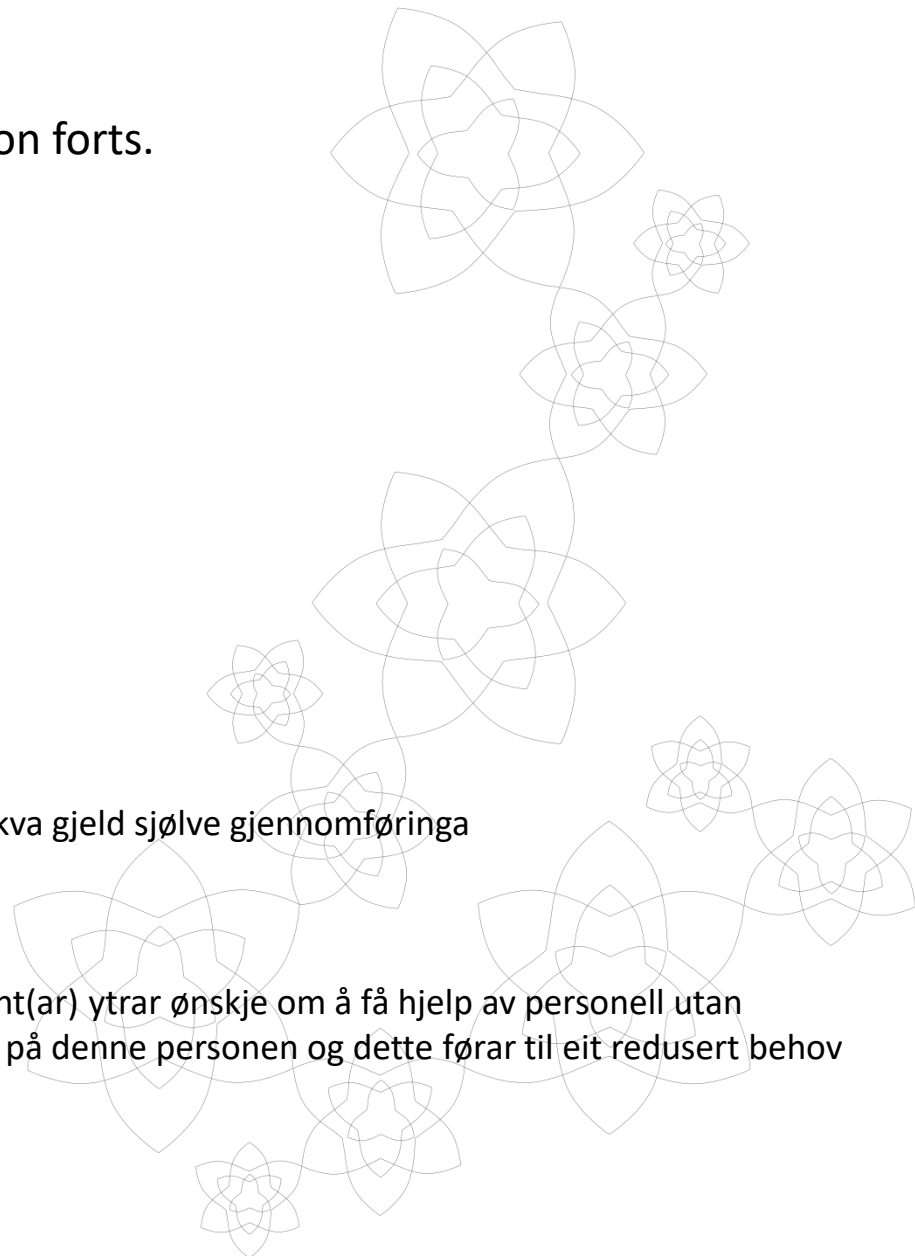 on forts.
kva gjeld sjølve gjennomføringa
nt(ar) ytrar ønskje om å få hjelp av personell utan
på denne personen og dette førar til eit redusert behov